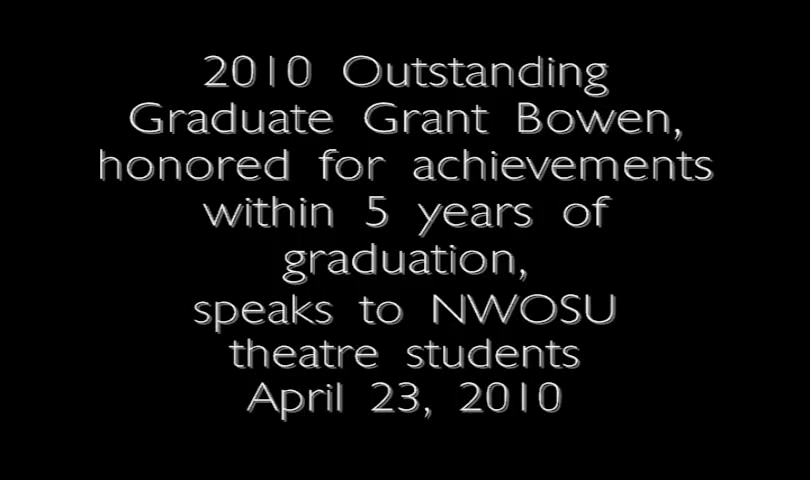 2010 Outstanding
Graduate Grant Bowen,
honored for achievements
within 5 years of
graduation,
speaks to NWOSU
theatre students
April 23, 2010